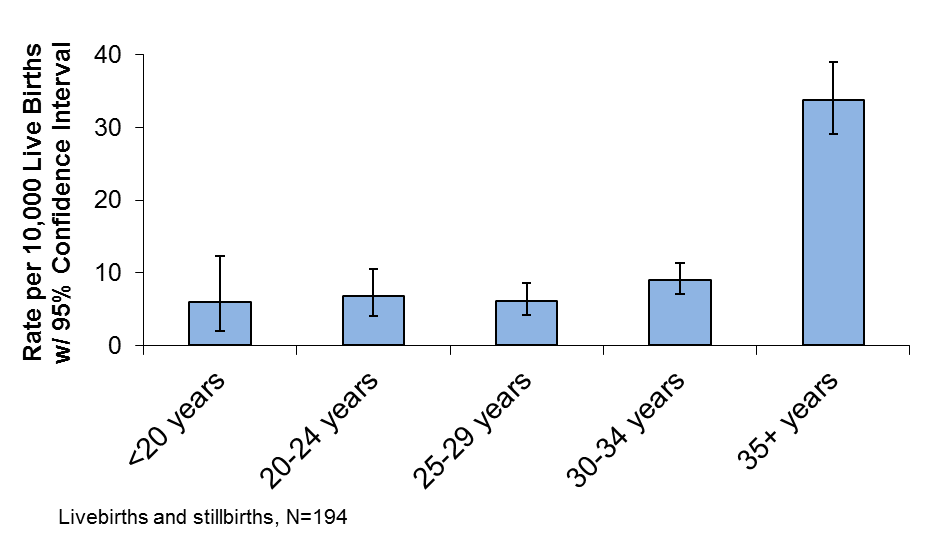 Rate per 10,000 Live Births
w/ 95% Confidence Interval
40
30
20
10
0
<20 years
20-24 years
25-29 years
30-34 years
35+ years
Livebirths and stillbirths, N=194